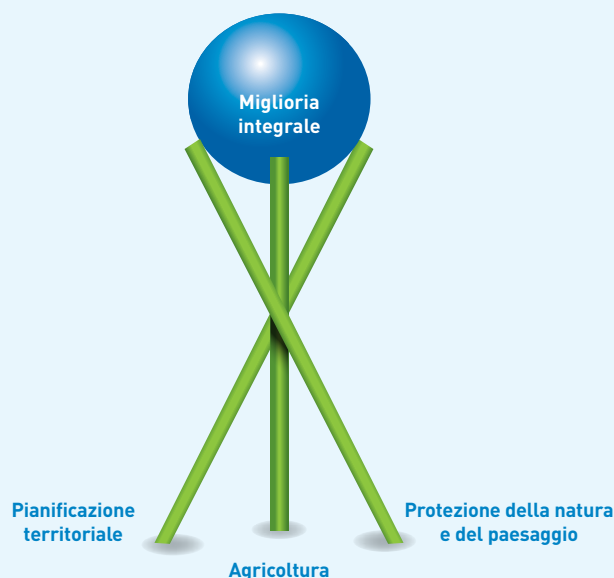 Miglioria
integrale
Pianificazione
territoriale
Protezione della natura
e del paesaggio
Agricoltura